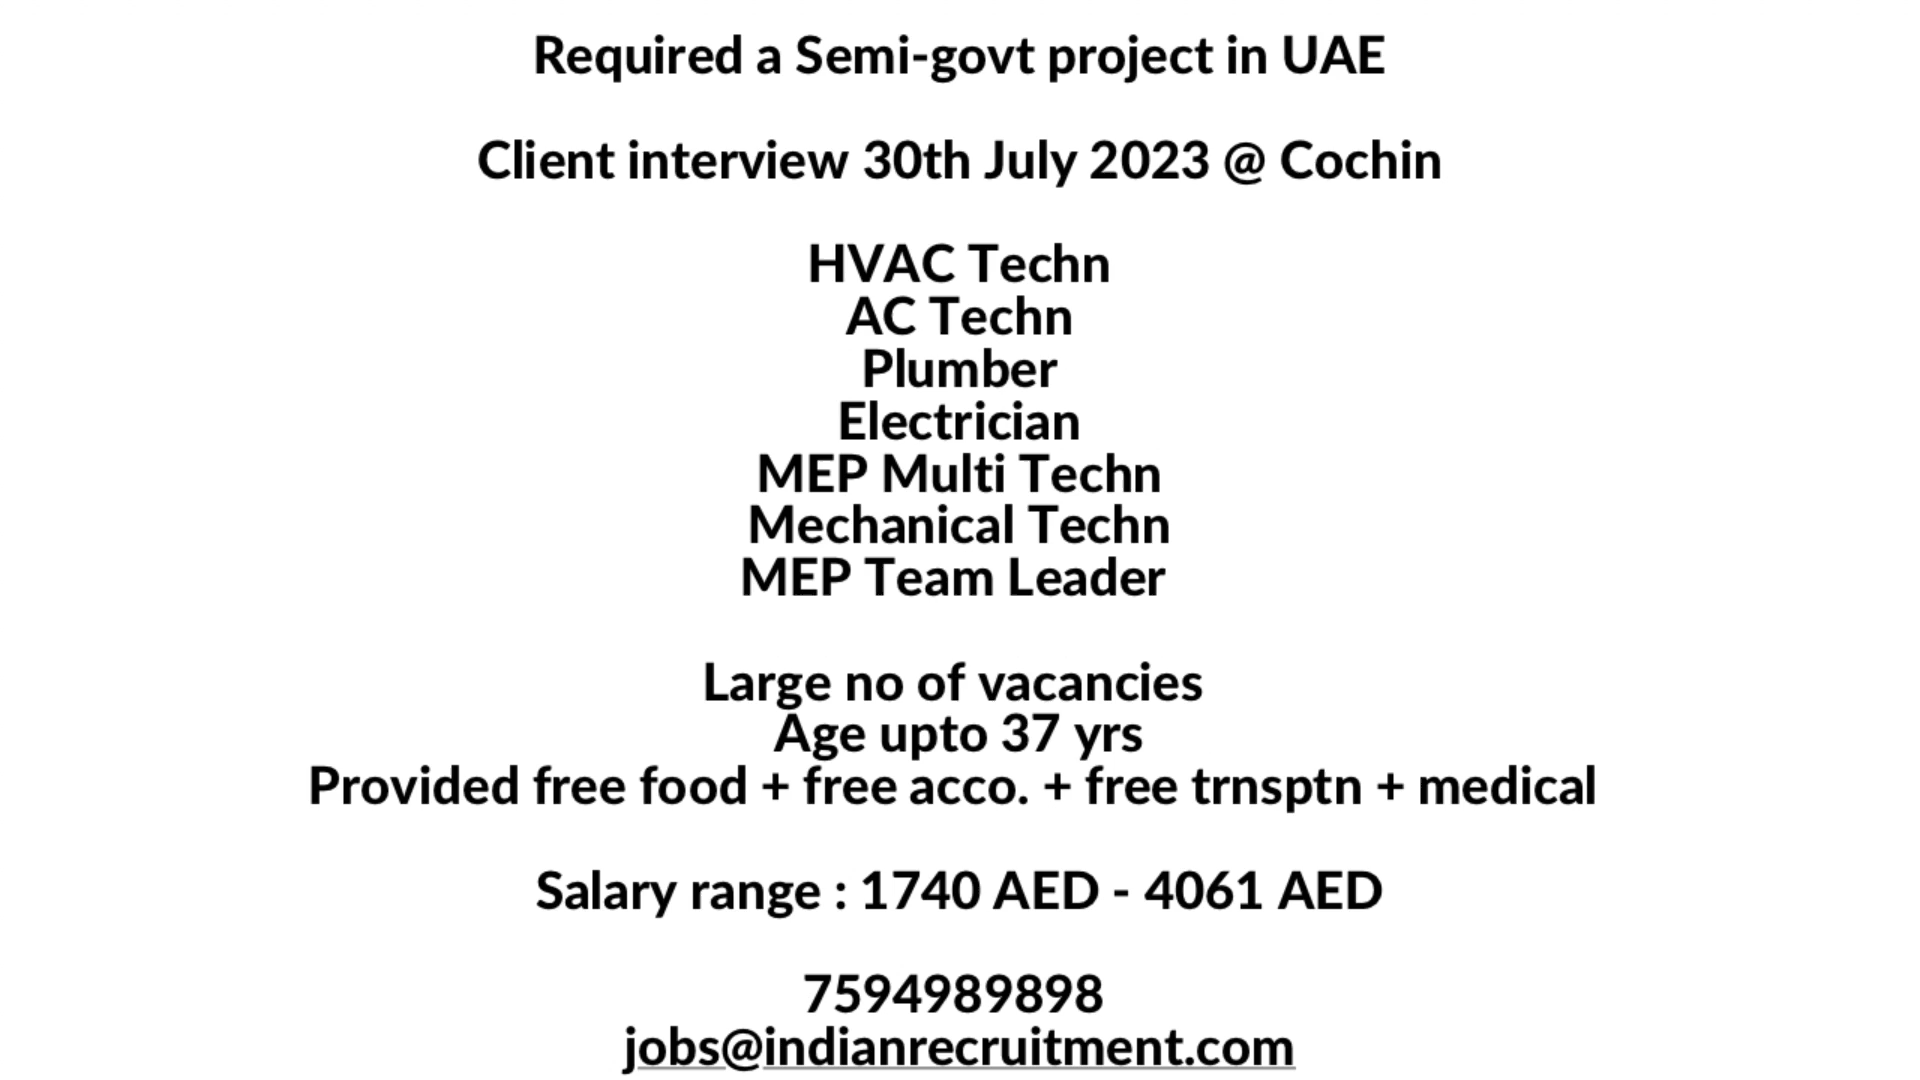 Required a Semi-govt project in UAE
Client interview 30th July 2023 @ Cochin
HVAC Techn
AC Techn
Plumber
Electrician
MEP Multi Techn
Mechanical Techn
MEP Team Leader
Large no of vacancies
Age upto 37 yrs
Provided free food + free acco. + free trnsptn + medical
Salary range : 1740 AED - 4061 AED
7594989898
jobs@indianrecruitment.com